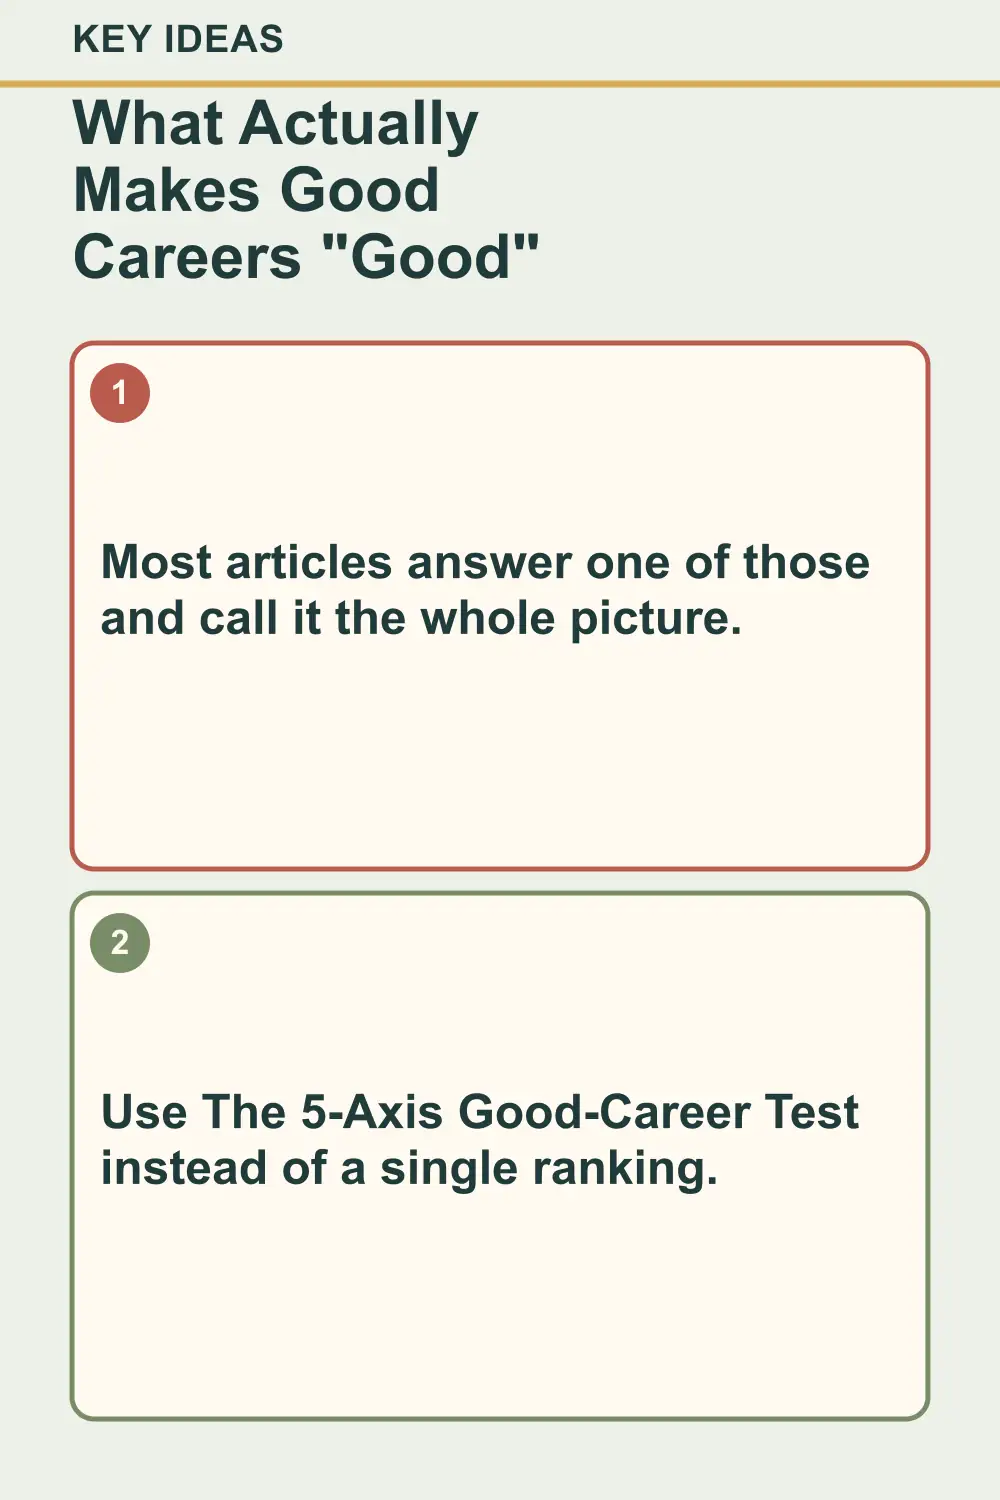 KEY IDEAS
What Actually
Makes Good
Careers "Good"
1
Most articles answer one of those
and call it the whole picture.
2
Use The 5-Axis Good-Career Test
instead of a single ranking.